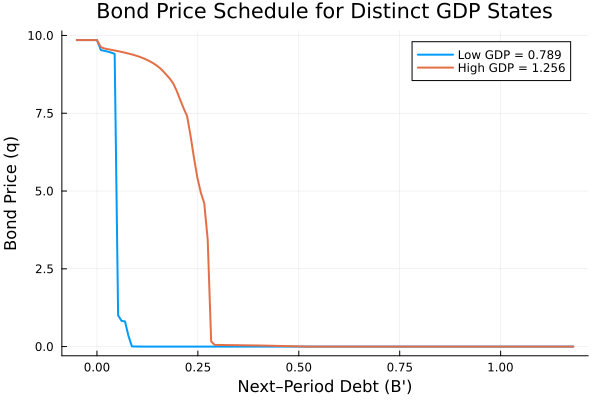 Bond Price Schedule for Distinct GDP States
Low GDP = 0.789
High GDP = 1.256
Bond Price (q)
10.0
7.5
5.0
2.5
0.0
0.00 0.25 0.50 0.75 1.00
Next–Period Debt (B')